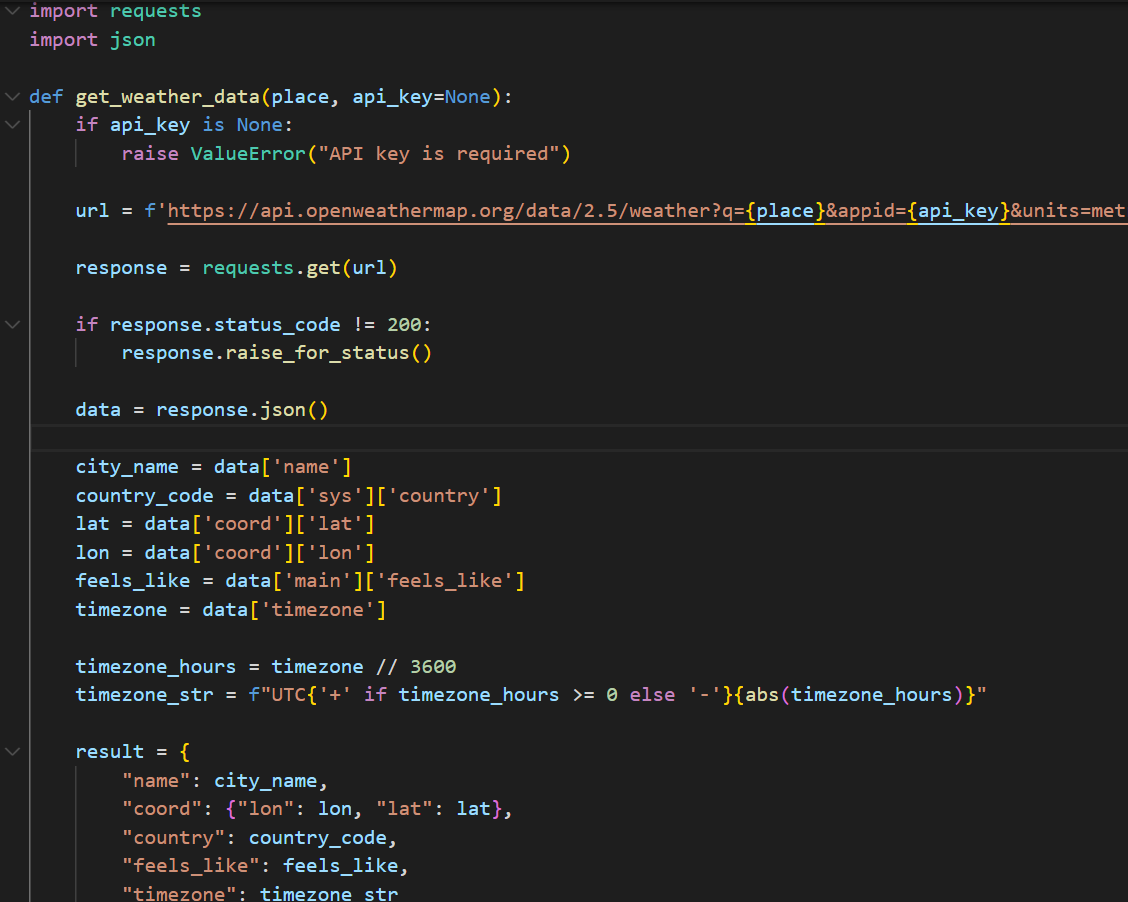 import requests
import json
def get_weather_data(place, api_key=None):
if api_key is None:
raise ValueError("API key is required")
url = f'https://api.openweathermap.org/data/2.5/weather?q={place}&appid={api_key}&units=met
response = requests.get(url)
if response.status_code != 200:
response.raise_for_status()
data = response.json()
city_name = data['name']
country_code = data['sys']['country']
lat = data['coord']['lat']
lon = data['coord']['lon']
feels_like = data['main']['feels_like']
timezone = data['timezone']
timezone_hours = timezone // 3600
timezone_str = f"UTC{'+' if timezone_hours >= 0 else '-'}{abs(timezone_hours)}"
result = {
"name": city_name,
"coord": {"lon": lon, "lat": lat},
"country": country_code,
"feels_like": feels_like,
"timezone": timezone_str